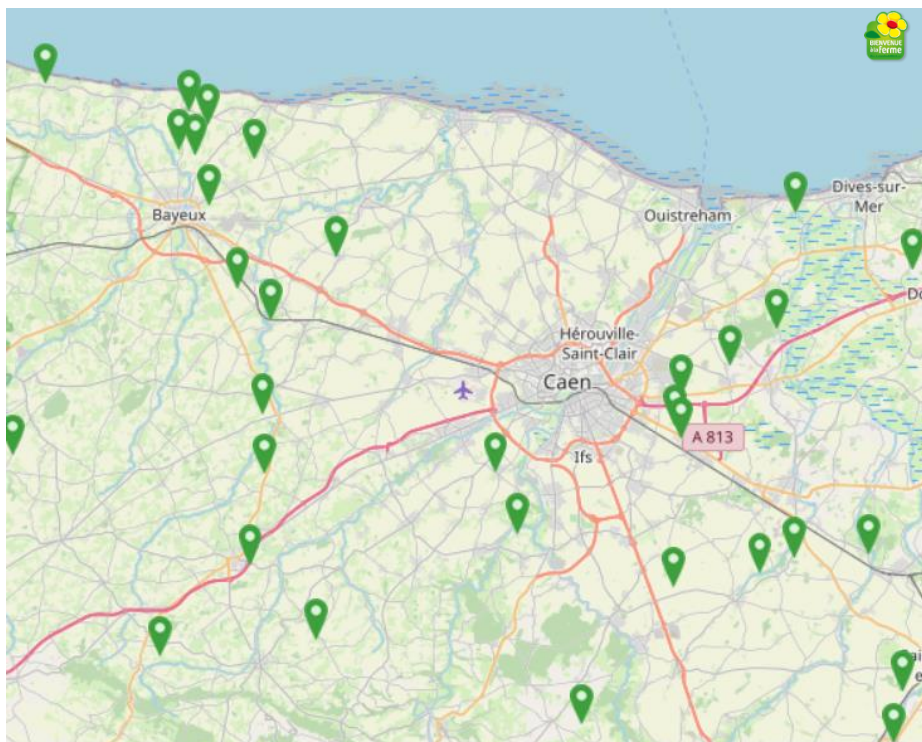 BIENVENUE
à la ferme
Dives-sur-
Mer
Bayeux
Ouistreham
Hérouville-
Saint-Clair
Caen
A 813
Ifs